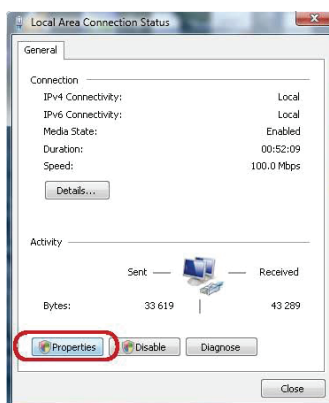 Local Area Connection Status
General
Connection
IPv4 Connectivity: Local
IPv6 Connectivity: Local
Media State: Enabled
Duration: 00:52:09
Speed: 100.0 Mbps
Details...
Activity
Sent Received
Bytes: 33 619 43 289
Properties Disable Diagnose
Close